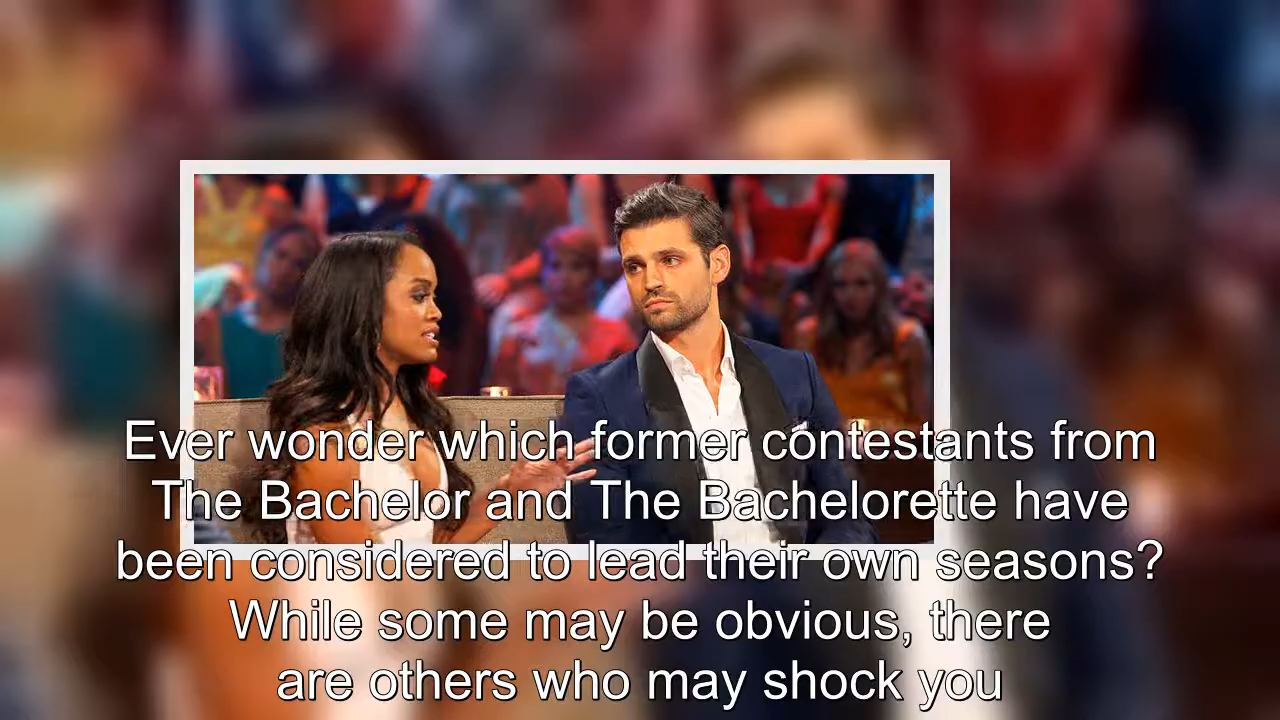 Ever wonder which former contestants from
The Bachelor and The Bachelorette have
been considered to lead their own seasons?
While some may be obvious, there
are others who may shock you